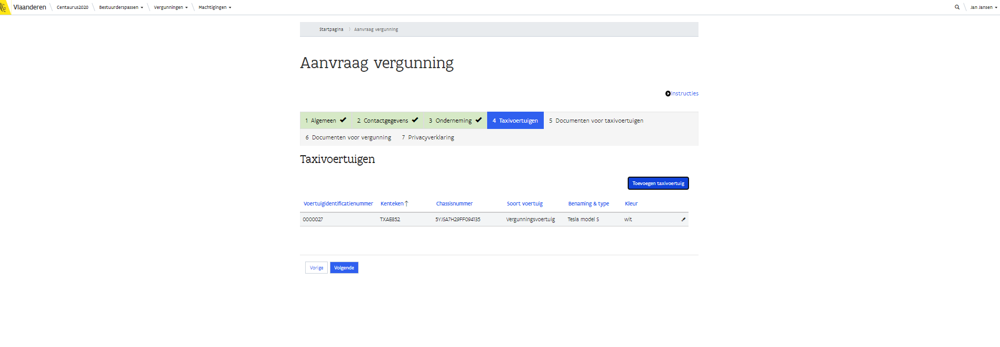 Vlaanderen Centaurus2020 Bestuurderspassen Vergunningen Machtigingen Jan Jansen
Startpagina Aanvraag vergunning
Aanvraag vergunning
Instructies
1 Algemeen 2 Contactgegevens 3 Onderneming 4 Taxivoertuigen 5 Documenten voor taxivoertuigen
6 Documenten voor vergunning 7 Privacyverklaring
Taxivoertuigen
Toevoegen taxivoertuig
Voertuigidentificatienummer Kenteken Chassisnummer Soort voertuig Benaming & type Kleur
0000027 TXAE852 5YJSA7H29FF094135 Vergunningsvoertuig Tesla model S wit
Vorige Volgende